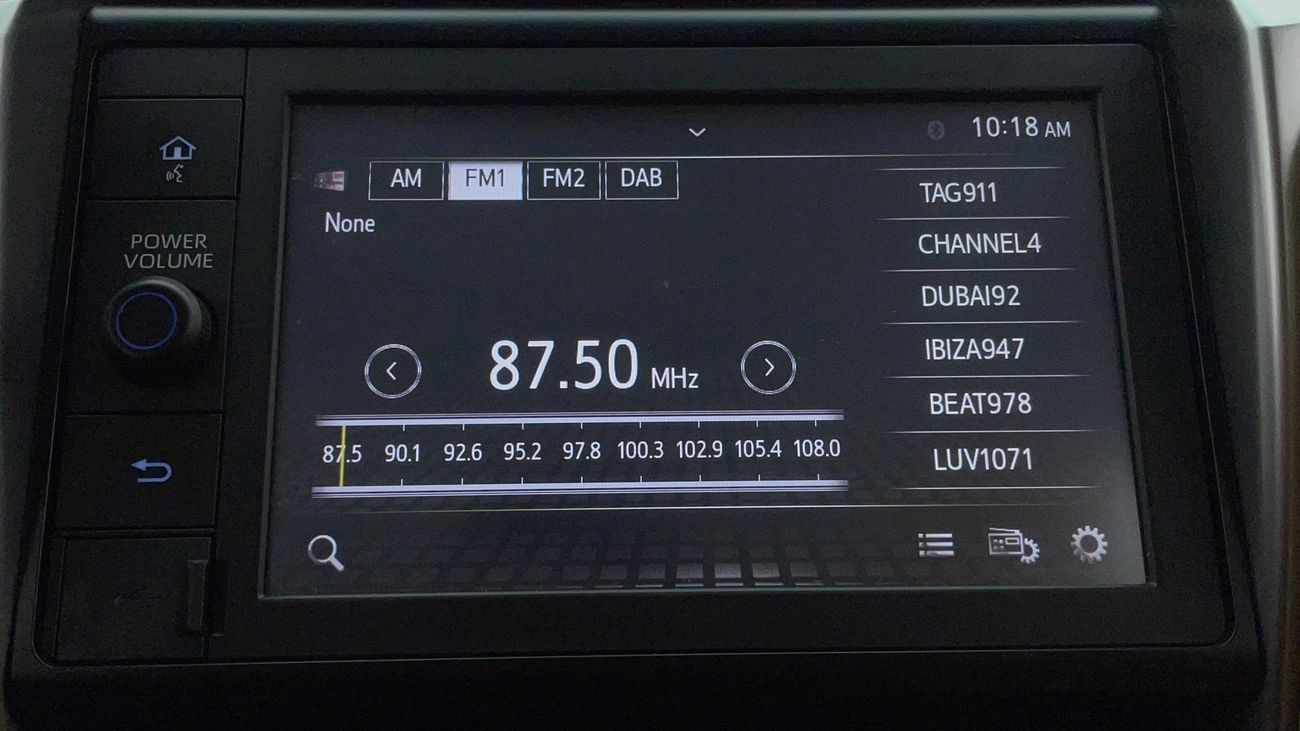 10:18 AM
AM FM1 FM2 DAB
None
POWER
VOLUME
87.50 MHz
87.5 90.1 92.6 95.2 97.8 100.3 102.9 105.4 108.0
TAG911
CHANNEL4
DUBAI92
IBIZA947
BEAT978
LUV1071